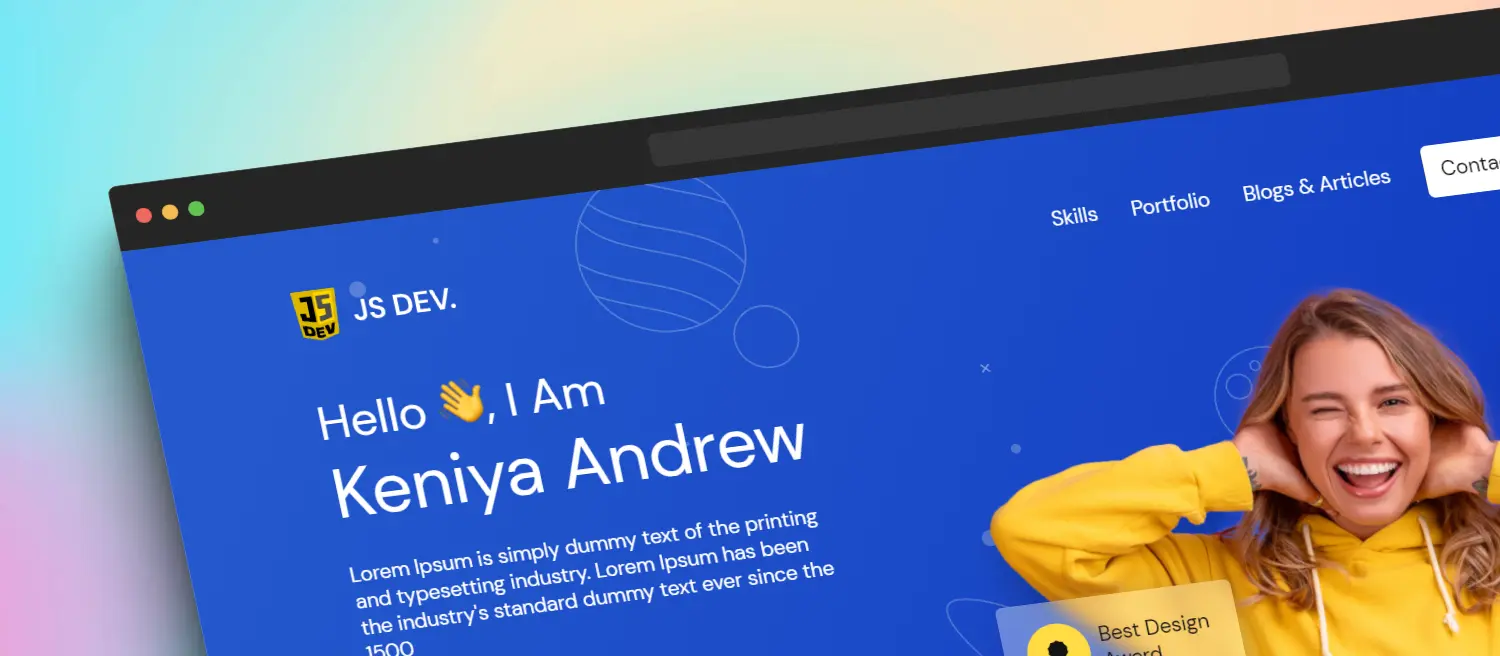 Skills
Portfolio
Blogs & Articles
JS
DEV
JS DEV.
Hello 👋, I Am
Keniya Andrew
Lorem Ipsum is simply dummy text of the printing
and typesetting industry. Lorem Ipsum has been
the industry's standard dummy text ever since the
1500
Best Design
Award